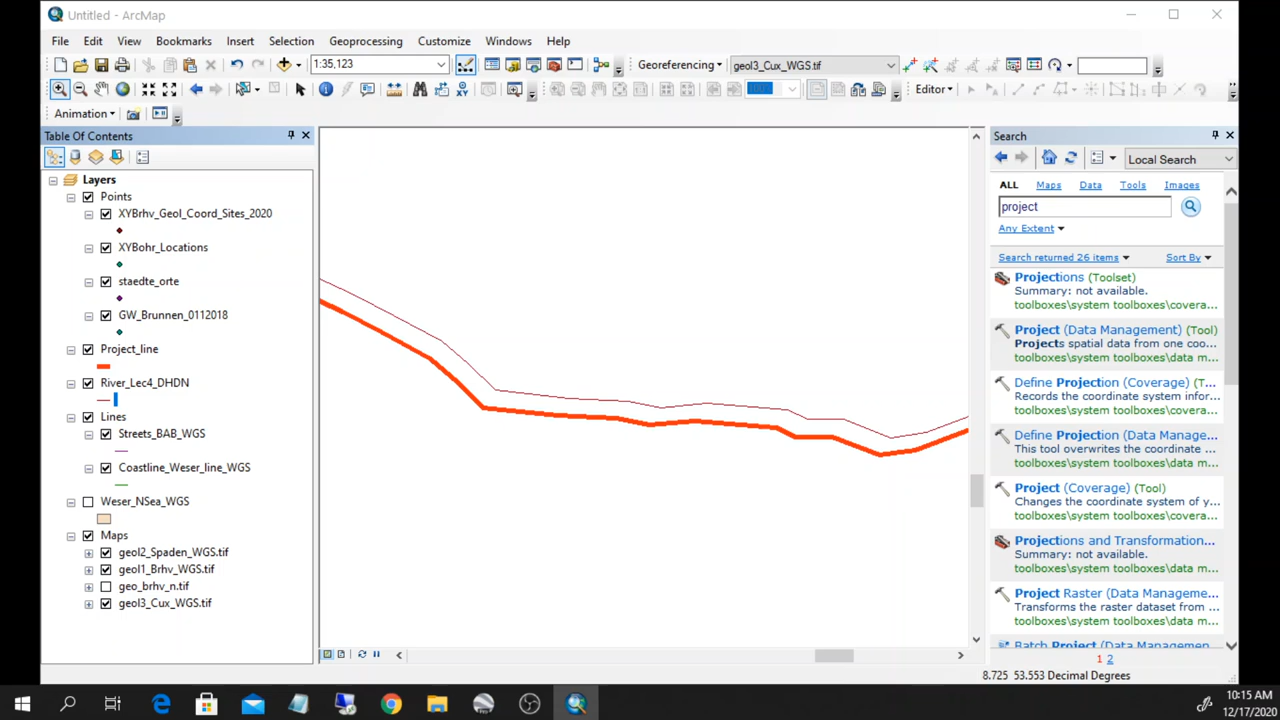 Untitled - ArcMap
File Edit View Bookmarks Insert Selection Geoprocessing Customize Windows Help
1:35,123 Georeferencing geol3_Cux_WGS.tif
Editor
Animation
Table Of Contents
Layers
Points
XYBrhv_Geol_Coord_Sites_2020
XYBohr_Locations
staedte_orte
GW_Brunnen_0112018
Project_line
River_Lec4_DHDN
Lines
Streets_BAB_WGS
Coastline_Weser_line_WGS
Weser_NSea_WGS
Maps
geol2_Spaden_WGS.tif
geol1_Brhv_WGS.tif
geo_brhv_n.tif
geol3_Cux_WGS.tif
Search
Local Search
ALL Maps Data Tools Images
project
Any Extent
Search returned 26 items Sort By
Projections (Toolset)
Summary: not available.
toolboxes\system toolboxes\covera...
Project (Data Management) (Tool)
Projects spatial data from one coo...
toolboxes\system toolboxes\data m...
Define Projection (Coverage) (T...
Records the coordinate system infor...
toolboxes\system toolboxes\covera...
Define Projection (Data Manage...
This tool overwrites the coordinate ...
toolboxes\system toolboxes\data m...
Project (Coverage) (Tool)
Changes the coordinate system of y...
toolboxes\system toolboxes\covera...
Projections and Transformation...
Summary: not available.
toolboxes\system toolboxes\data m...
Project Raster (Data Manageme...
Transforms the raster dataset from ...
toolboxes\system toolboxes\data m...
Batch Project (Data Managemen
1 2
8.725 53.553 Decimal Degrees
10:15 AM
12/17/2020